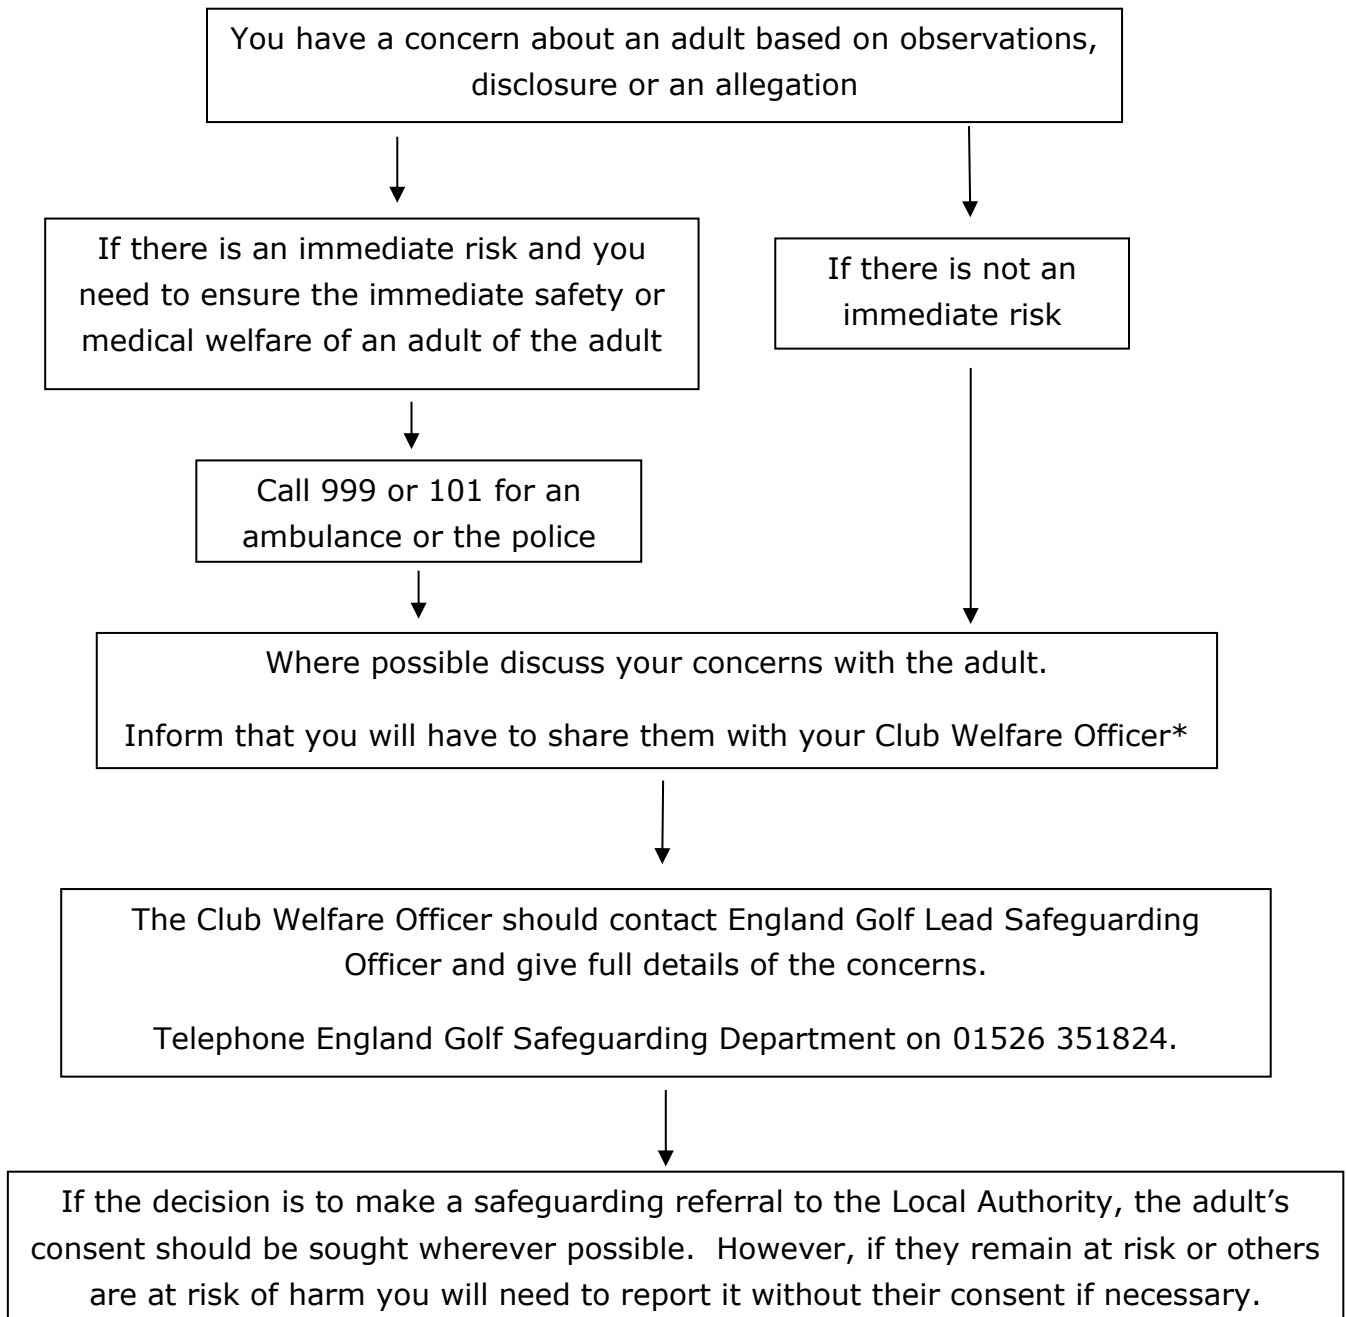 You have a concern about an adult based on observations,
disclosure or an allegation
If there is an immediate risk and you
need to ensure the immediate safety or
medical welfare of an adult of the adult
If there is not an
immediate risk
Call 999 or 101 for an
ambulance or the police
Where possible discuss your concerns with the adult.
Inform that you will have to share them with your Club Welfare Officer*
The Club Welfare Officer should contact England Golf Lead Safeguarding
Officer and give full details of the concerns.
Telephone England Golf Safeguarding Department on 01526 351824.
If the decision is to make a safeguarding referral to the Local Authority, the adult’s
consent should be sought wherever possible.  However, if they remain at risk or others
are at risk of harm you will need to report it without their consent if necessary.